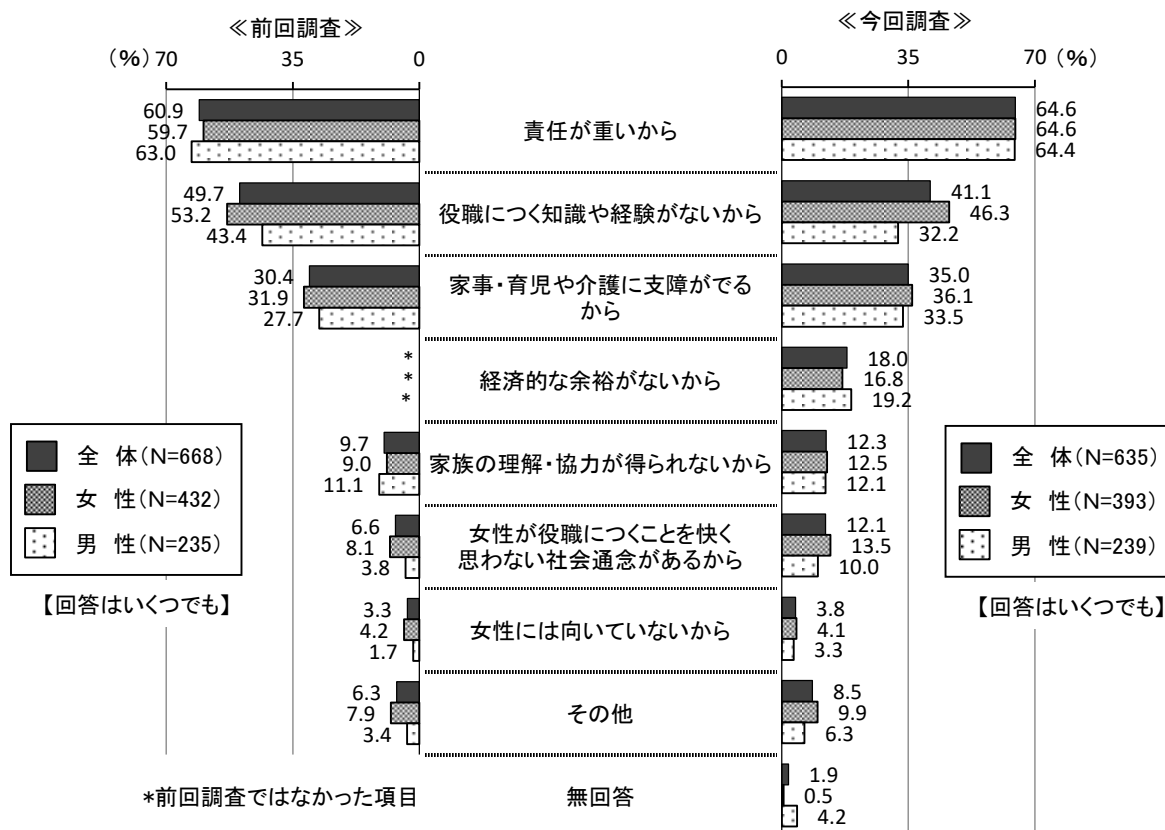 ≪前回調査≫
(%) 70 35 0
60.9
59.7
63.0
49.7
53.2
43.4
30.4
31.9
27.7
*
*
*
9.7
9.0
11.1
6.6
8.1
3.8
3.3
4.2
1.7
6.3
7.9
3.4
全 体(N=668)
女 性(N=432)
男 性(N=235)
【回答はいくつでも】
*前回調査ではなかった項目
責任が重いから
役職につく知識や経験がないから
家事・育児や介護に支障がでる
から
経済的な余裕がないから
家族の理解・協力が得られないから
女性が役職につくことを快く
思わない社会通念があるから
女性には向いていないから
その他
無回答
≪今回調査≫
0 35 70 (%)
64.6
64.6
64.4
41.1
46.3
32.2
35.0
36.1
33.5
18.0
16.8
19.2
12.3
12.5
12.1
12.1
13.5
10.0
3.8
4.1
3.3
8.5
9.9
6.3
1.9
0.5
4.2
全 体(N=635)
女 性(N=393)
男 性(N=239)
【回答はいくつでも】